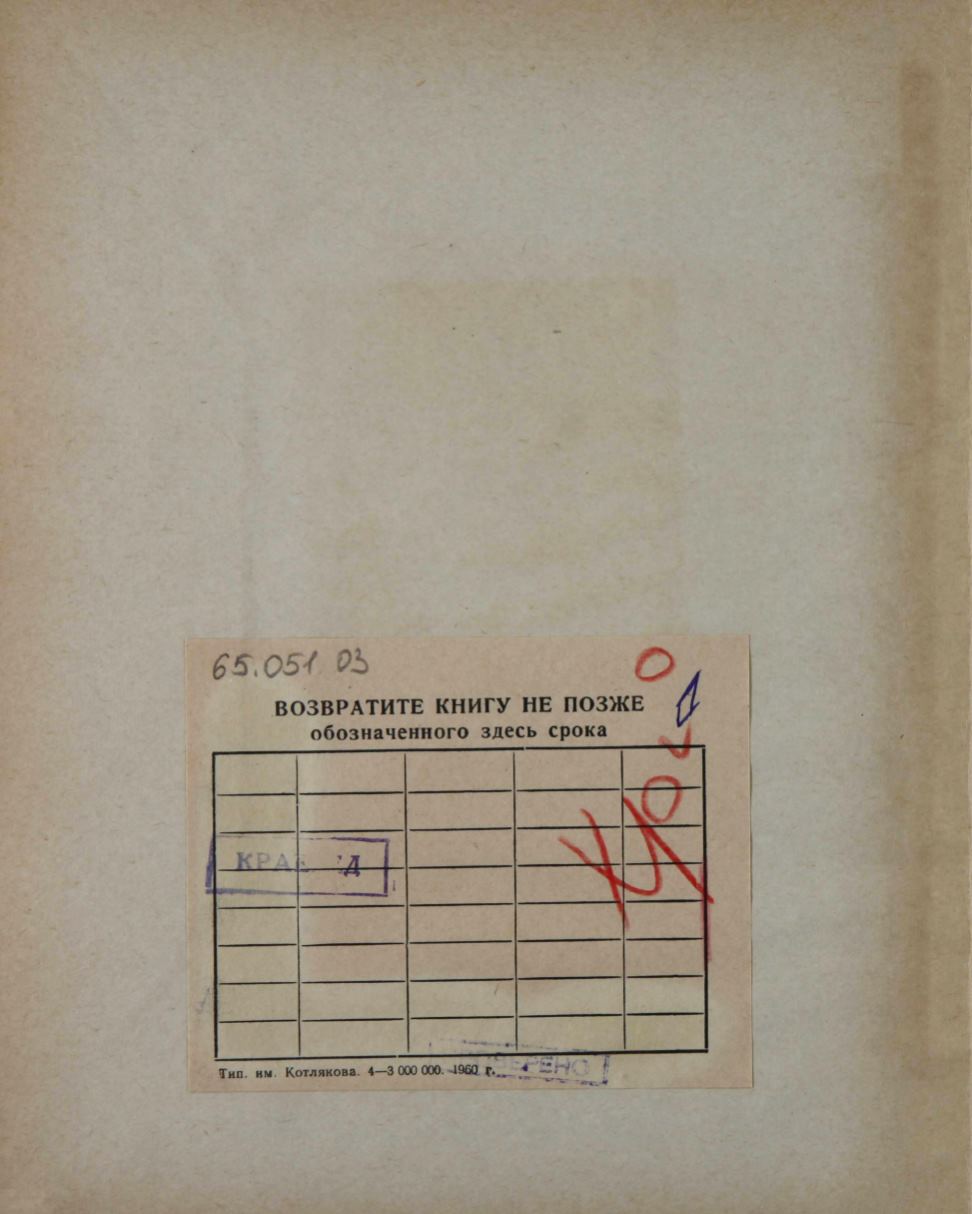 65.051 03
ВОЗВРАТИТЕ КНИГУ НЕ ПОЗЖЕ
обозначенного здесь срока
Тип. им. Котлякова. 4—3 000 000. 1960 г.